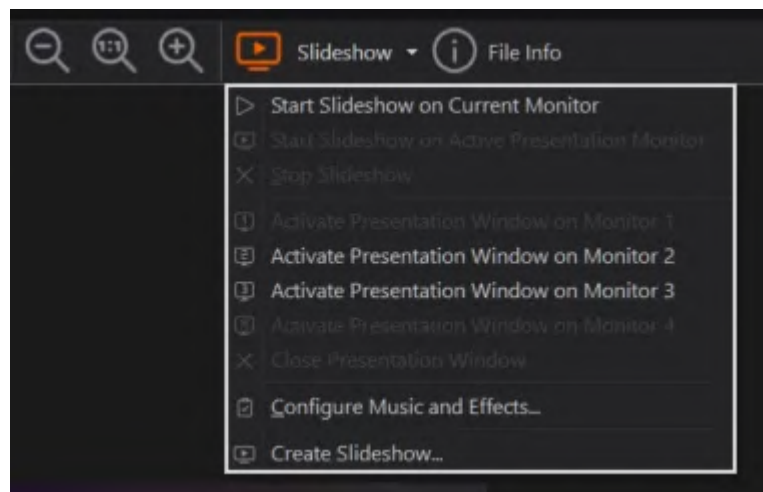 1:1 Slideshow File Info
Start Slideshow on Current Monitor
Start Slideshow on Active Presentation Monitor
Stop Slideshow
Activate Presentation Window on Monitor 1
Activate Presentation Window on Monitor 2
Activate Presentation Window on Monitor 3
Activate Presentation Window on Monitor 4
Close Presentation Window
Configure Music and Effects...
Create Slideshow...